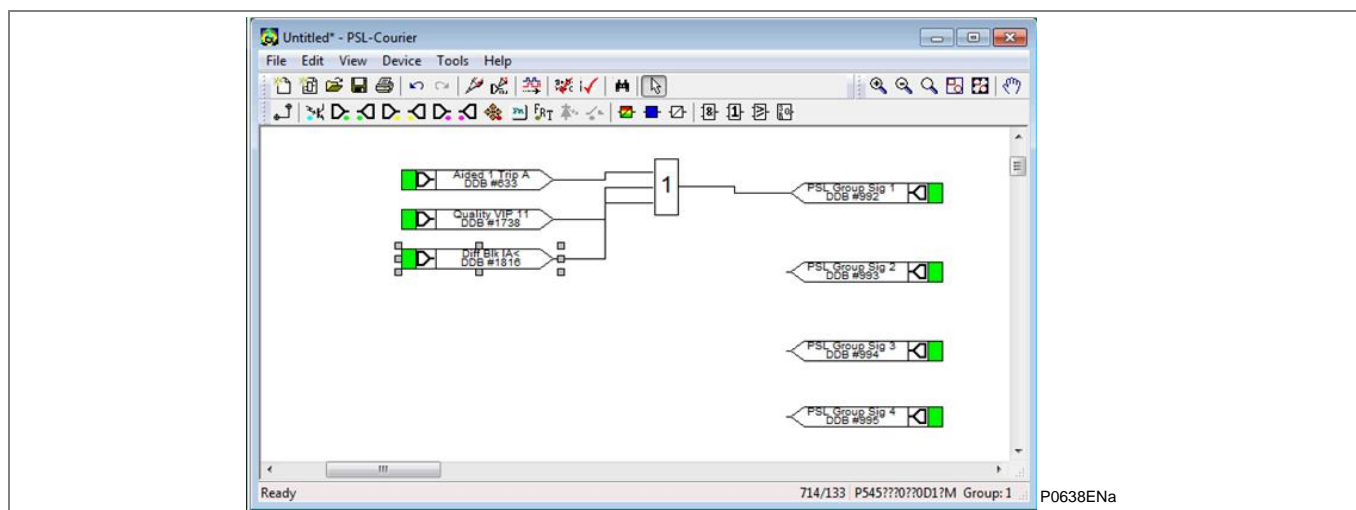 Untitled* - PSL-Courier
File Edit View Device Tools Help
Aided 1 Trip A
DDB #633
1
PSL Group Sig 1
DDB #992
Quality VIP 11
DDB #1738
Diff Blk IA<
DDB #1816
PSL Group Sig 2
DDB #993
PSL Group Sig 3
DDB #994
PSL Group Sig 4
DDB #995
Ready 714/133 P545???0??0D1?M Group: 1
P0638ENa